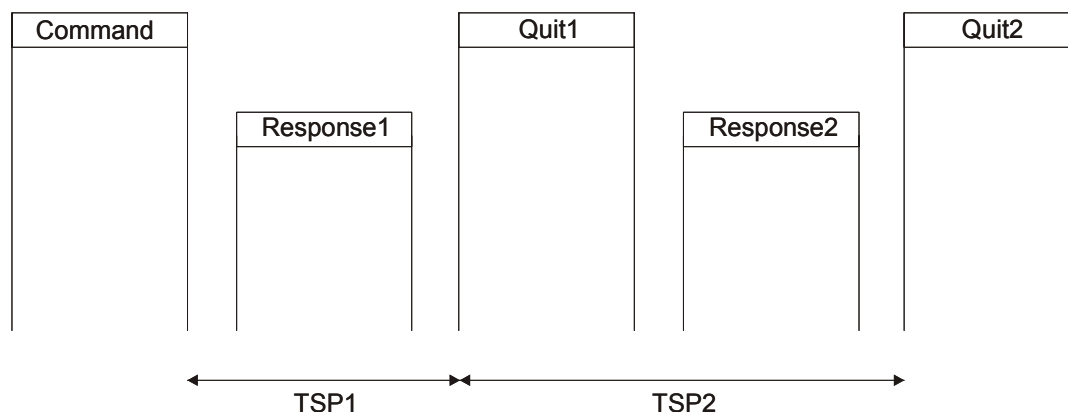 Command
Quit1
Quit2
Response1
Response2
TSP1
TSP2